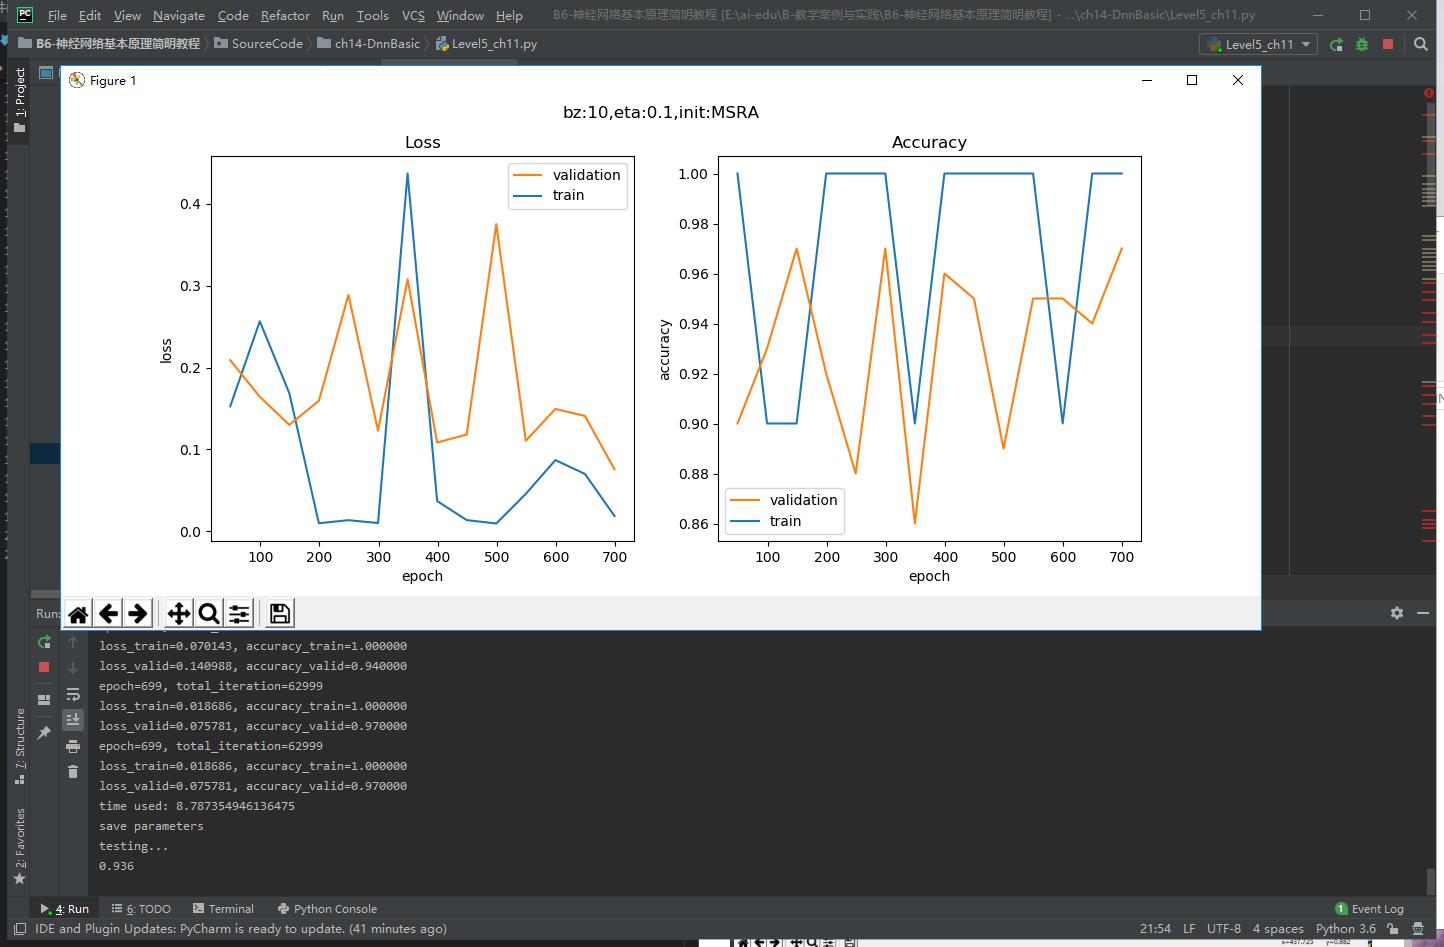 File Edit View Navigate Code Refactor Run Tools VCS Window Help B6-神经网络基本原理简明教程 [E:\ai-edu\B-教学案例与实践\B6-神经网络基本原理简明教程] - ...\ch14-DnnBasic\Level5_ch11.py
B6-神经网络基本原理简明教程 SourceCode ch14-DnnBasic Level5_ch11.py Level5_ch11
1: Project
Figure 1
bz:10,eta:0.1,init:MSRA
Loss
validation
train
0.4
0.3
0.2
0.1
0.0
loss
100 200 300 400 500 600 700
epoch
Accuracy
1.00
0.98
0.96
0.94
0.92
0.90
0.88
0.86
accuracy
validation
train
100 200 300 400 500 600 700
epoch
Run:
loss_train=0.070143, accuracy_train=1.000000
loss_valid=0.140988, accuracy_valid=0.940000
epoch=699, total_iteration=62999
loss_train=0.018686, accuracy_train=1.000000
loss_valid=0.075781, accuracy_valid=0.970000
epoch=699, total_iteration=62999
loss_train=0.018686, accuracy_train=1.000000
loss_valid=0.075781, accuracy_valid=0.970000
time used: 8.787354946136475
save parameters
testing...
0.936
7: Structure
2: Favorites
4: Run 6: TODO Terminal Python Console 1 Event Log
IDE and Plugin Updates: PyCharm is ready to update. (41 minutes ago) 21:54 LF UTF-8 4 spaces Python 3.6
x=437.725 y=0.882